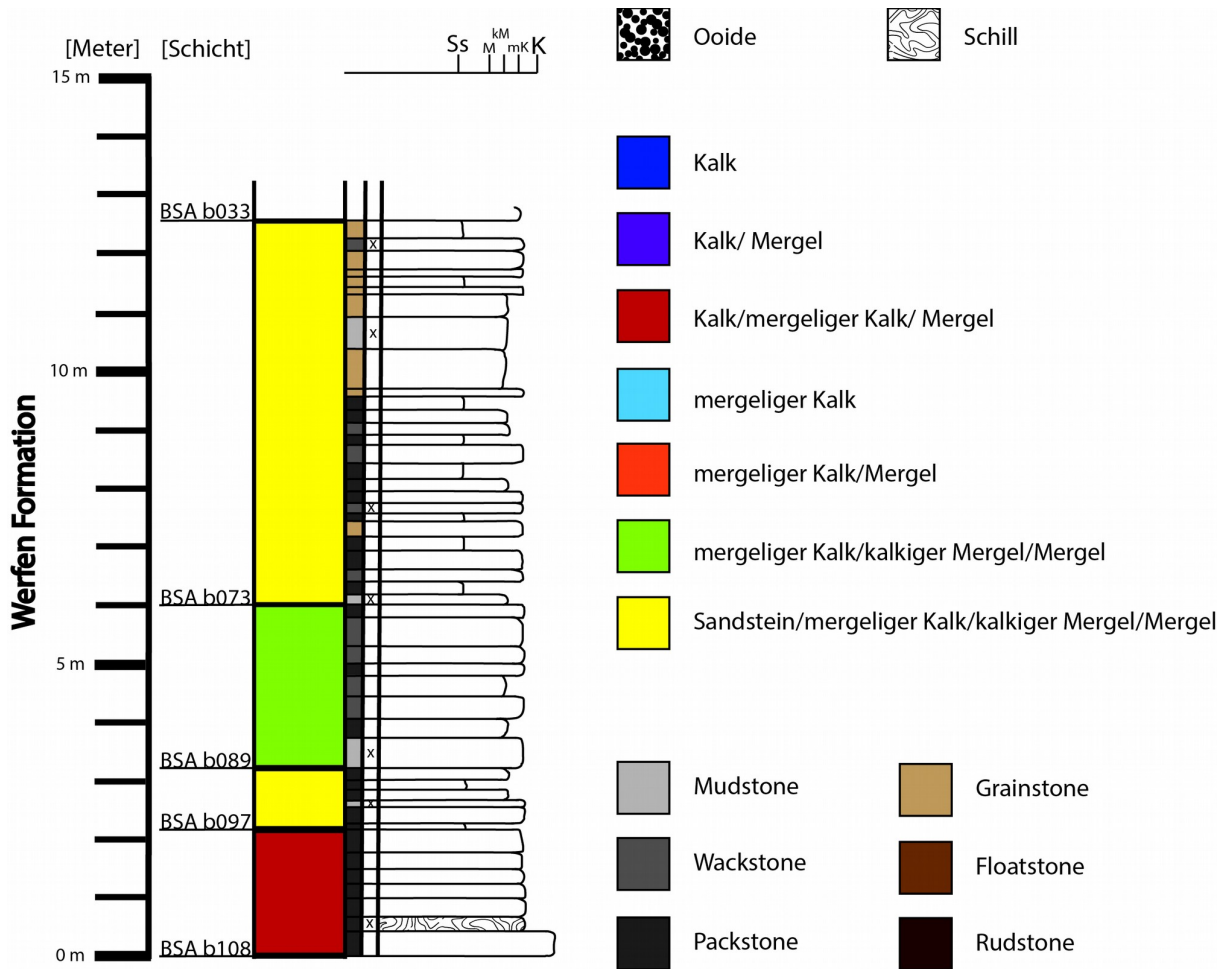 [Meter] [Schicht]
Ss M kM mK K
Ooide
Schill
15 m
Kalk
BSA b033
Kalk/ Mergel
Kalk/mergeliger Kalk/ Mergel
x
x
10 m
mergeliger Kalk
Werfen Formation
mergeliger Kalk/Mergel
x
mergeliger Kalk/kalkiger Mergel/Mergel
BSA b073
x
Sandstein/mergeliger Kalk/kalkiger Mergel/Mergel
5 m
BSA b089
x
Mudstone
Grainstone
x
BSA b097
Wackstone
Floatstone
x
BSA b108
0 m
Packstone
Rudstone